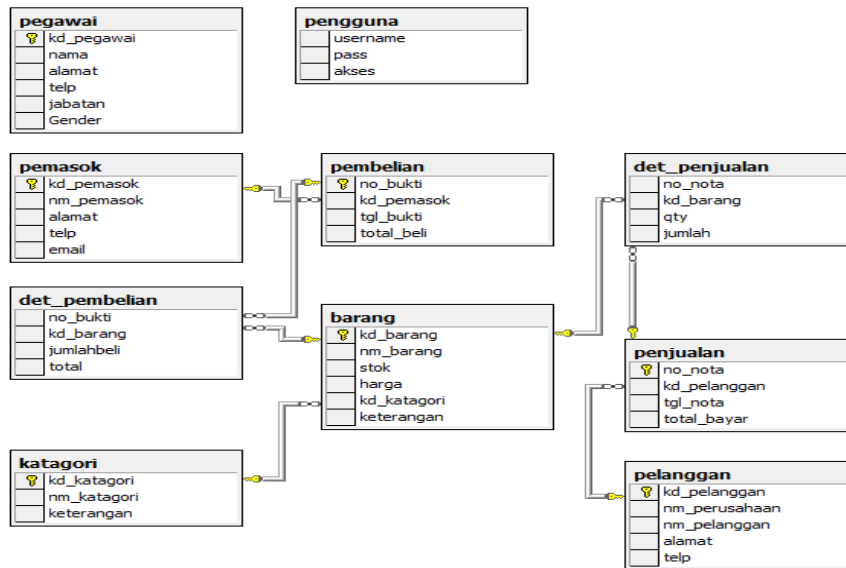 pegawai
kd_pegawai
nama
alamat
telp
jabatan
Gender
pengguna
username
pass
akses
pemasok
kd_pemasok
nm_pemasok
alamat
telp
email
pembelian
no_bukti
kd_pemasok
tgl_bukti
total_beli
det_penjualan
no_nota
kd_barang
qty
jumlah
det_pembelian
no_bukti
kd_barang
jumlahbeli
total
barang
kd_barang
nm_barang
stok
harga
kd_katagori
keterangan
penjualan
no_nota
kd_pelanggan
tgl_nota
total_bayar
katagori
kd_katagori
nm_katagori
keterangan
pelanggan
kd_pelanggan
nm_perusahaan
nm_pelanggan
alamat
telp